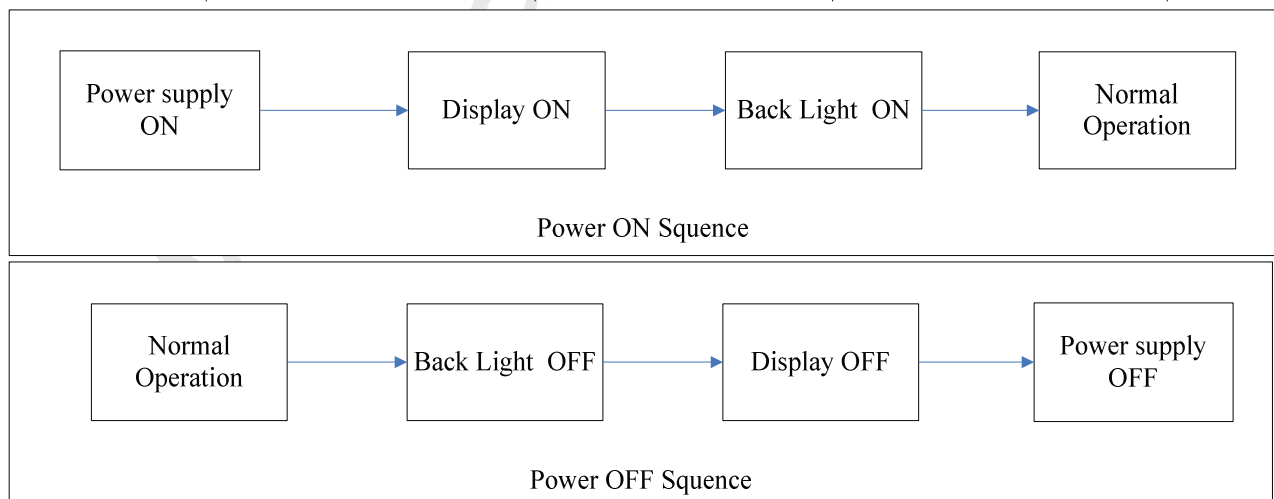 Power supply
ON
Display ON
Back Light  ON
Normal
Operation
Power ON Squence
Normal
Operation
Back Light  OFF
Display OFF
Power supply
OFF
Power OFF Squence